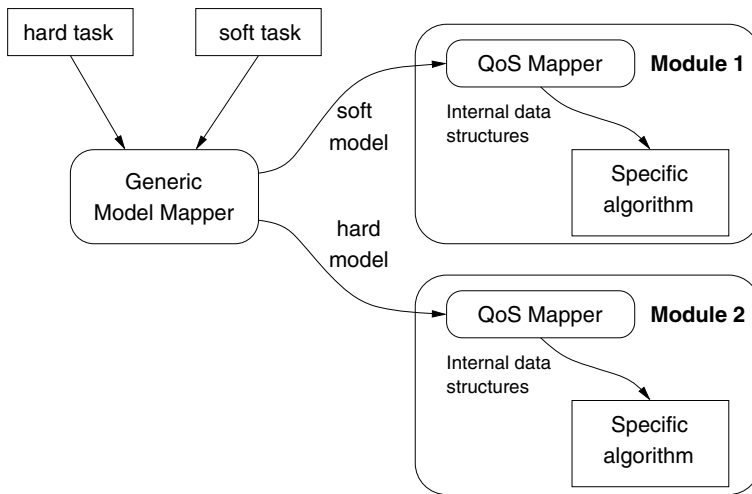 hard task
soft task
Generic
Model Mapper
soft
model
hard
model
QoS Mapper
Module 1
Internal data
structures
Specific
algorithm
QoS Mapper
Module 2
Internal data
structures
Specific
algorithm